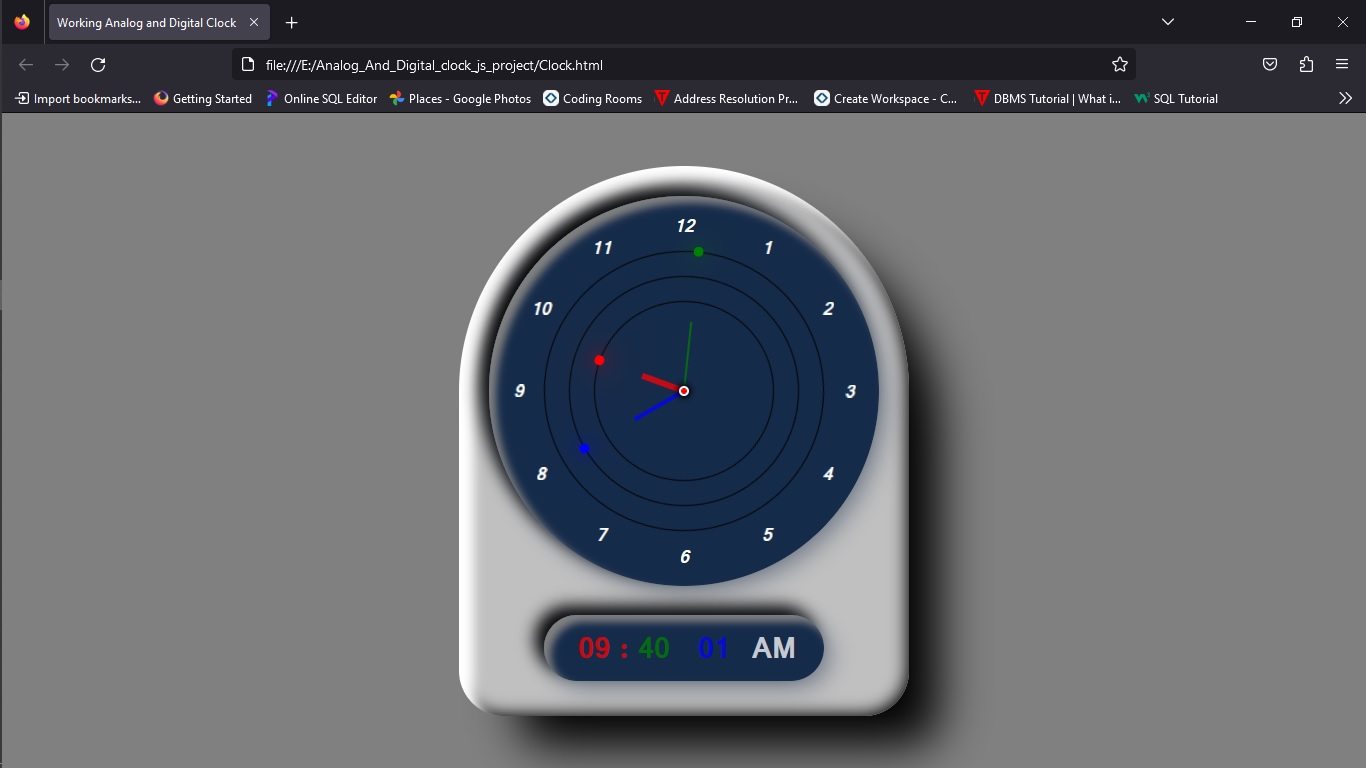 Working Analog and Digital Clock
file:///E:/Analog_And_Digital_clock_js_project/Clock.html
Import bookmarks... Getting Started Online SQL Editor Places - Google Photos Coding Rooms Address Resolution Pr... Create Workspace - C... DBMS Tutorial | What i... SQL Tutorial
12
11 1
10 2
9 3
8 4
7 5
6
09 : 40 01 AM